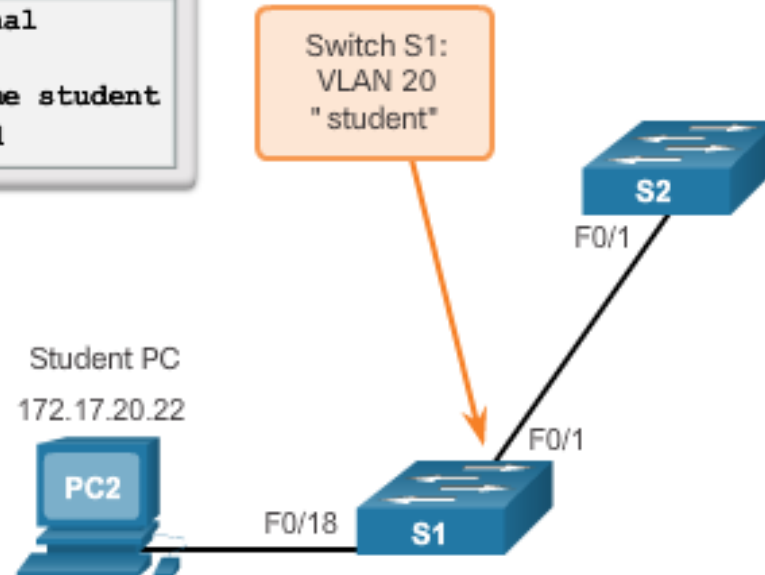 student
Switch S1:
VLAN 20
"student"
S2
F0/1
Student PC
172.17.20.22
F0/1
PC2
F0/18
S1